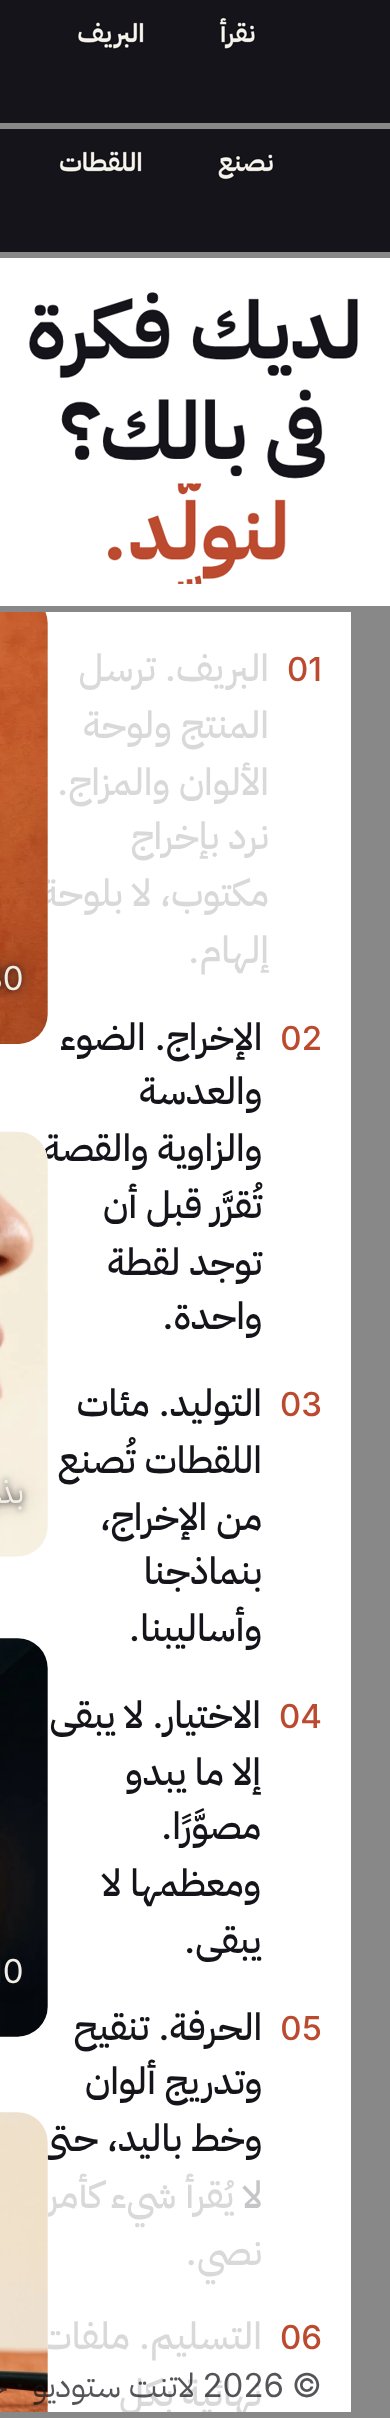 نقرأ البريف
نصنع اللقطات
لديك فكرة
في بالك؟
لنولّد.
01 البريف. ترسل
المنتج ولوحة
الألوان والمزاج.
نرد بإخراج
مكتوب، لا بلوحة
إلهام.
02 الإخراج. الضوء
والعدسة
والزاوية والقصة
تُقرَّر قبل أن
توجد لقطة
واحدة.
03 التوليد. مئات
اللقطات تُصنع
من الإخراج،
بنماذجنا
وأساليبنا.
04 الاختيار. لا يبقى
إلا ما يبدو
مصوَّرًا.
ومعظمها لا
يبقى.
05 الحرفة. تنقيح
وتدريج ألوان
وخط باليد، حتى
لا يُقرأ شيء كأمر
نصي.
06 التسليم. ملفات
نهائية بكل
© 2026 لاتنت ستوديو